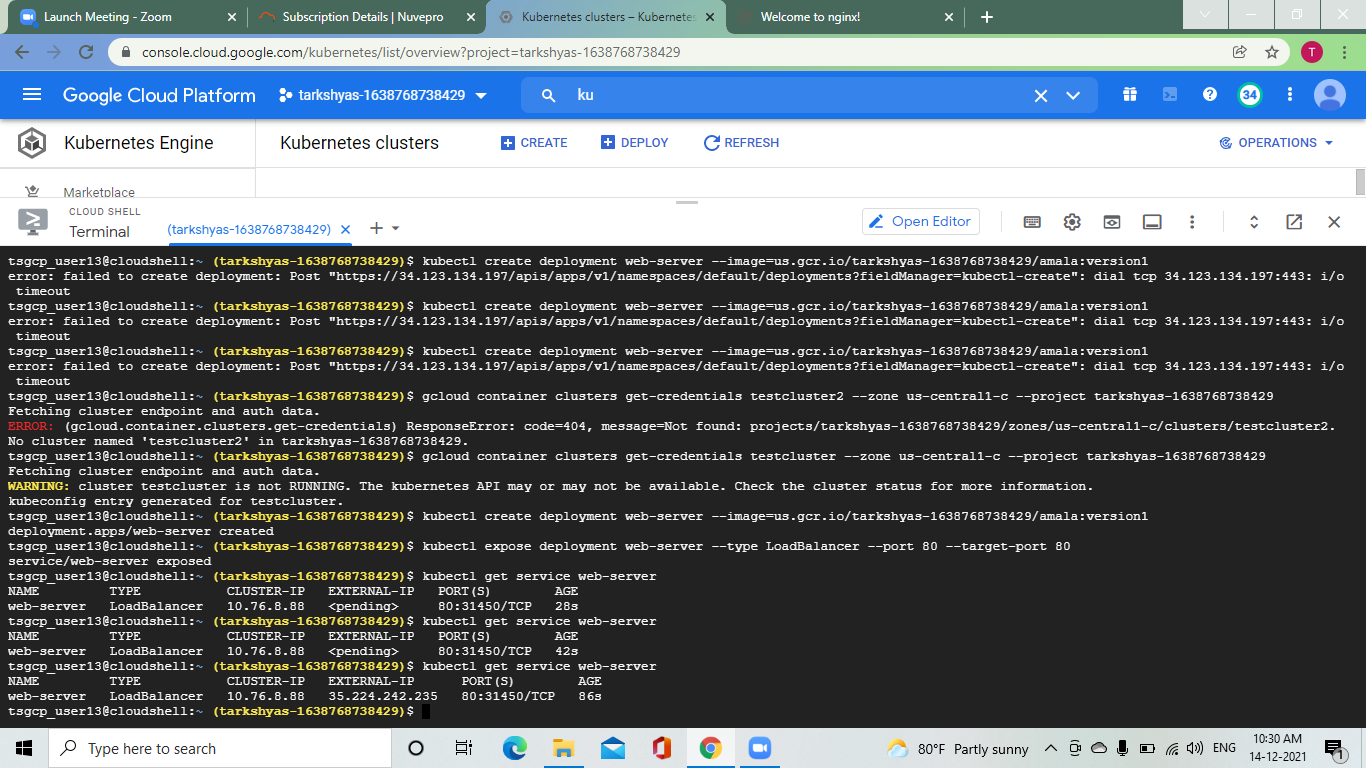 Launch Meeting - Zoom
Subscription Details | Nuvepro
Kubernetes clusters – Kubernetes
Welcome to nginx!
console.cloud.google.com/kubernetes/list/overview?project=tarkshyas-1638768738429
T
Google Cloud Platform
tarkshyas-1638768738429
ku
34
Kubernetes Engine
Kubernetes clusters
CREATE
DEPLOY
REFRESH
OPERATIONS
Marketplace
CLOUD SHELL
Terminal
(tarkshyas-1638768738429)
Open Editor
tsgcp_user13@cloudshell:~ (tarkshyas-1638768738429)$ kubectl create deployment web-server --image=us.gcr.io/tarkshyas-1638768738429/amala:version1
error: failed to create deployment: Post "https://34.123.134.197/apis/apps/v1/namespaces/default/deployments?fieldManager=kubectl-create": dial tcp 34.123.134.197:443: i/o
timeout
tsgcp_user13@cloudshell:~ (tarkshyas-1638768738429)$ kubectl create deployment web-server --image=us.gcr.io/tarkshyas-1638768738429/amala:version1
error: failed to create deployment: Post "https://34.123.134.197/apis/apps/v1/namespaces/default/deployments?fieldManager=kubectl-create": dial tcp 34.123.134.197:443: i/o
timeout
tsgcp_user13@cloudshell:~ (tarkshyas-1638768738429)$ kubectl create deployment web-server --image=us.gcr.io/tarkshyas-1638768738429/amala:version1
error: failed to create deployment: Post "https://34.123.134.197/apis/apps/v1/namespaces/default/deployments?fieldManager=kubectl-create": dial tcp 34.123.134.197:443: i/o
timeout
tsgcp_user13@cloudshell:~ (tarkshyas-1638768738429)$ gcloud container clusters get-credentials testcluster2 --zone us-central1-c --project tarkshyas-1638768738429
Fetching cluster endpoint and auth data.
ERROR: (gcloud.container.clusters.get-credentials) ResponseError: code=404, message=Not found: projects/tarkshyas-1638768738429/zones/us-central1-c/clusters/testcluster2.
No cluster named 'testcluster2' in tarkshyas-1638768738429.
tsgcp_user13@cloudshell:~ (tarkshyas-1638768738429)$ gcloud container clusters get-credentials testcluster --zone us-central1-c --project tarkshyas-1638768738429
Fetching cluster endpoint and auth data.
WARNING: cluster testcluster is not RUNNING. The kubernetes API may or may not be available. Check the cluster status for more information.
kubeconfig entry generated for testcluster.
tsgcp_user13@cloudshell:~ (tarkshyas-1638768738429)$ kubectl create deployment web-server --image=us.gcr.io/tarkshyas-1638768738429/amala:version1
deployment.apps/web-server created
tsgcp_user13@cloudshell:~ (tarkshyas-1638768738429)$ kubectl expose deployment web-server --type LoadBalancer --port 80 --target-port 80
service/web-server exposed
tsgcp_user13@cloudshell:~ (tarkshyas-1638768738429)$ kubectl get service web-server
NAME TYPE CLUSTER-IP EXTERNAL-IP PORT(S) AGE
web-server LoadBalancer 10.76.8.88 <pending> 80:31450/TCP 28s
tsgcp_user13@cloudshell:~ (tarkshyas-1638768738429)$ kubectl get service web-server
NAME TYPE CLUSTER-IP EXTERNAL-IP PORT(S) AGE
web-server LoadBalancer 10.76.8.88 <pending> 80:31450/TCP 42s
tsgcp_user13@cloudshell:~ (tarkshyas-1638768738429)$ kubectl get service web-server
NAME TYPE CLUSTER-IP EXTERNAL-IP PORT(S) AGE
web-server LoadBalancer 10.76.8.88 35.224.242.235 80:31450/TCP 86s
tsgcp_user13@cloudshell:~ (tarkshyas-1638768738429)$
Type here to search
80°F Partly sunny
ENG
10:30 AM
14-12-2021
1